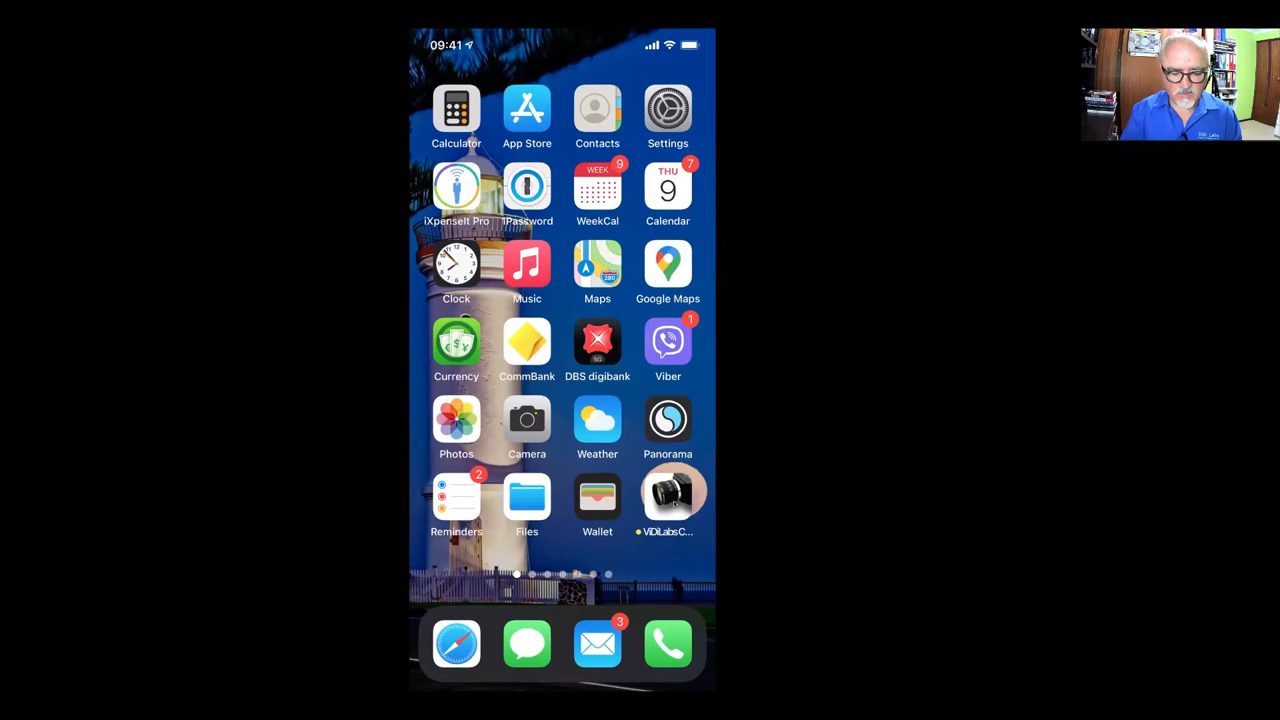 09:41
Calculator App Store Contacts Settings
9 7
WEEK THU
9
iXpenseIt Pro 1Password WeekCal Calendar
280
Clock Music Maps Google Maps
1
SG
Currency CommBank DBS digibank Viber
Photos Camera Weather Panorama
2
Reminders Files Wallet ViDiLabsC...
3